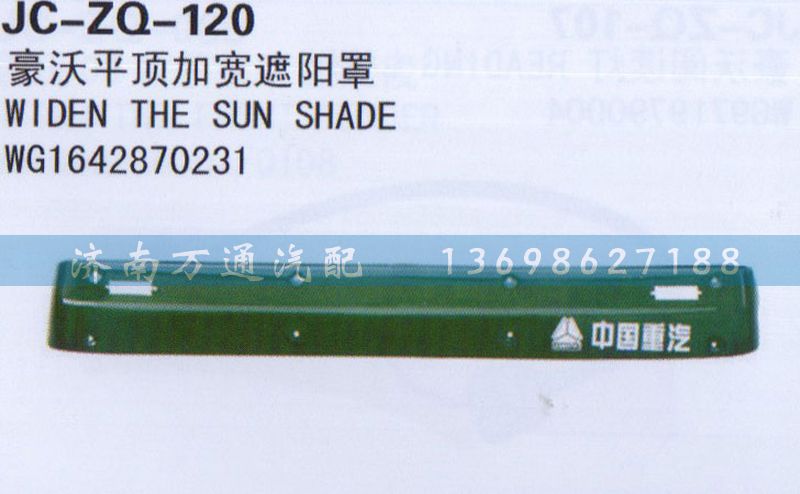 JC-ZQ-120
豪沃平顶加宽遮阳罩
WIDEN THE SUN SHADE
WG1642870231
济南万通汽配 13698627188
中国重汽